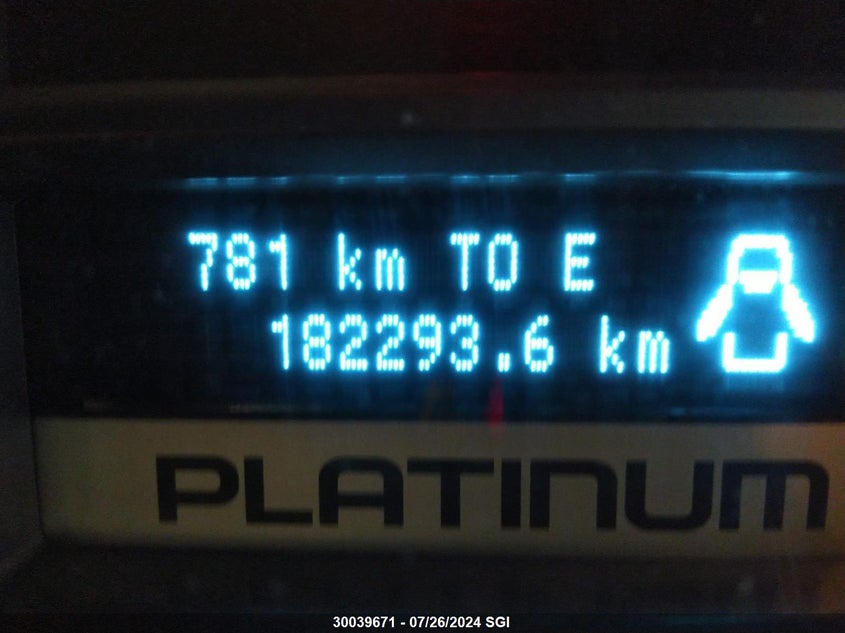 781 km TO E
182293.6 km
PLATINUM
30039671 - 07/26/2024 SGI